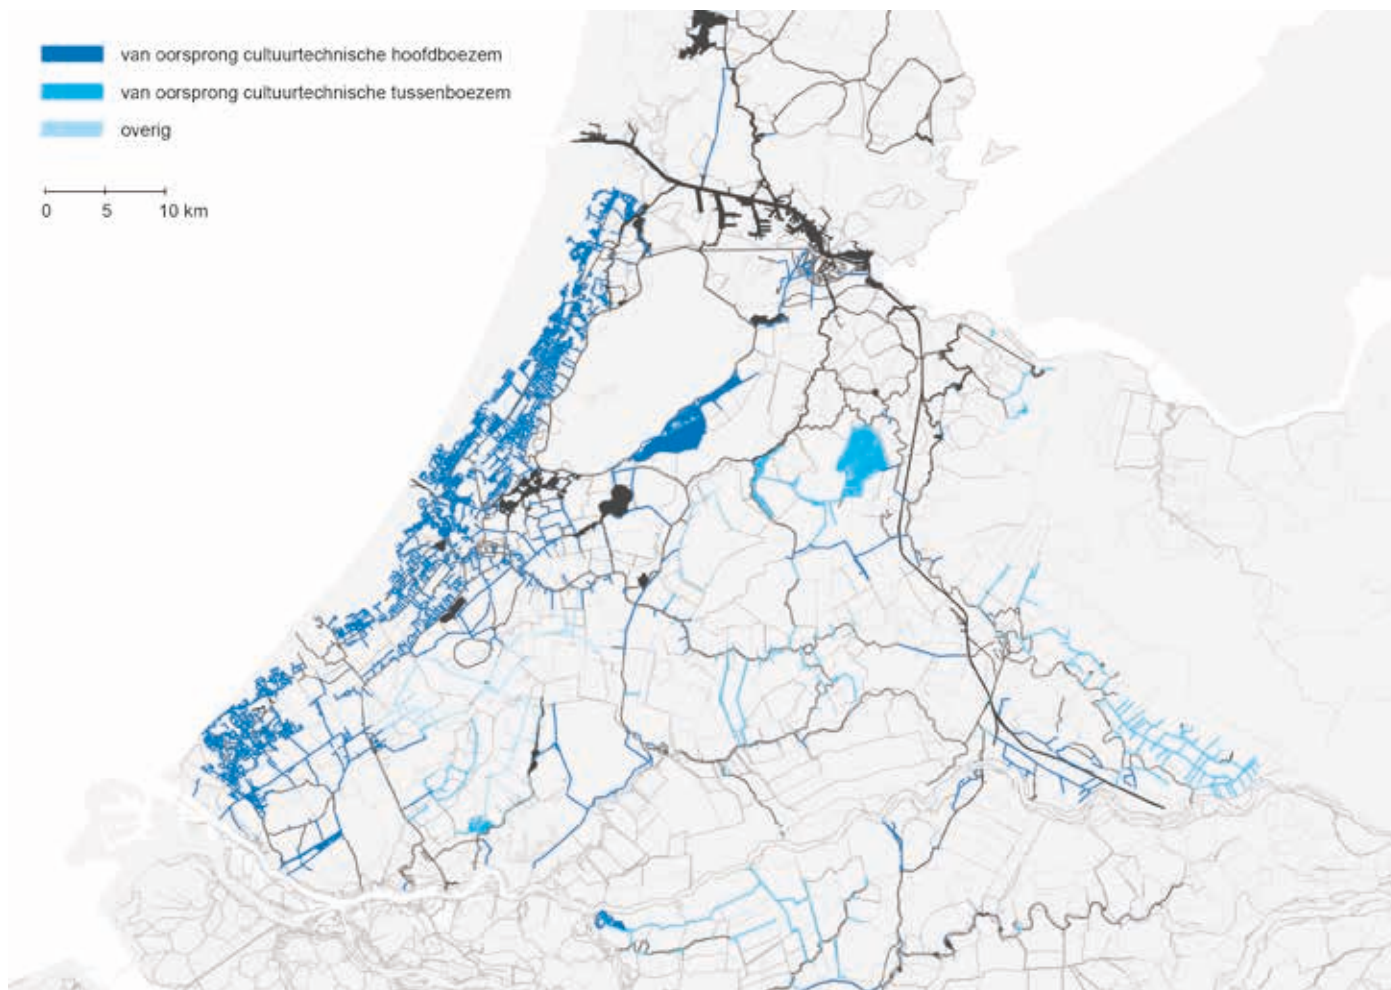 van oorsprong cultuurtechnische hoofdboezem
van oorsprong cultuurtechnische tussenboezem
overig
0 5 10 km